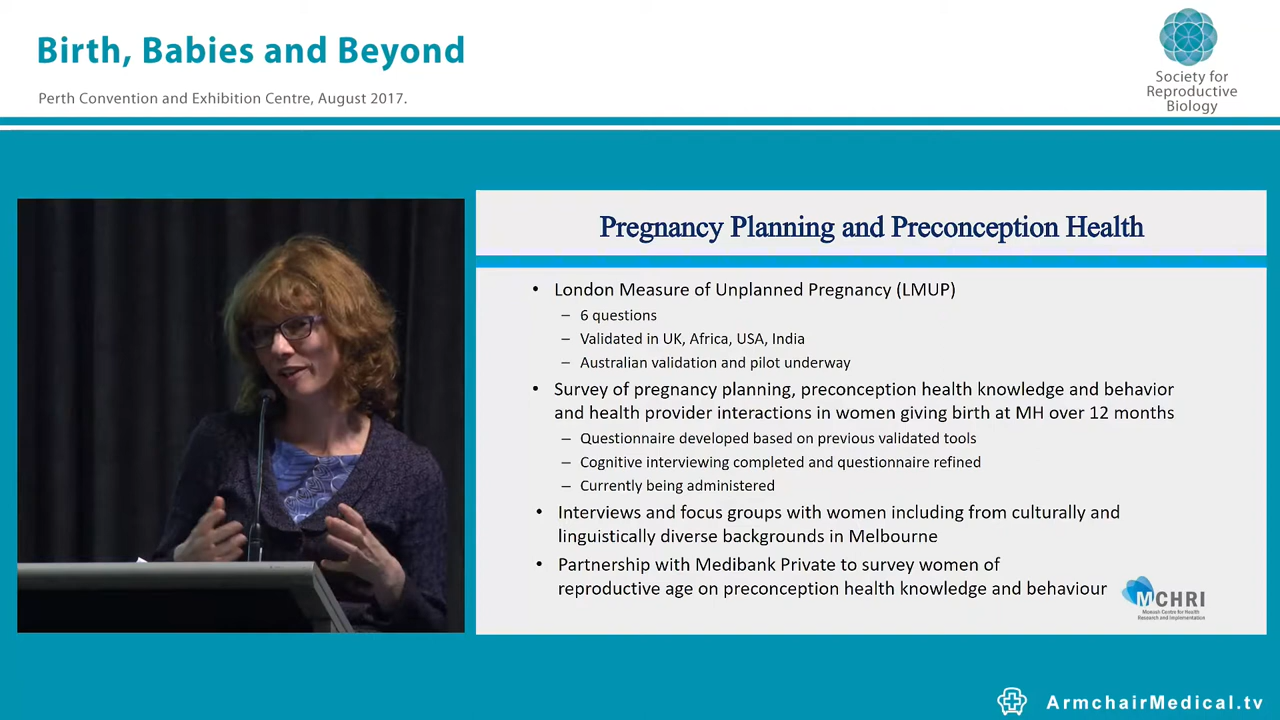 Birth, Babies and Beyond
Perth Convention and Exhibition Centre, August 2017.
Society for
Reproductive
Biology
Pregnancy Planning and Preconception Health
• London Measure of Unplanned Pregnancy (LMUP)
– 6 questions
– Validated in UK, Africa, USA, India
– Australian validation and pilot underway
• Survey of pregnancy planning, preconception health knowledge and behavior
and health provider interactions in women giving birth at MH over 12 months
– Questionnaire developed based on previous validated tools
– Cognitive interviewing completed and questionnaire refined
– Currently being administered
• Interviews and focus groups with women including from culturally and
linguistically diverse backgrounds in Melbourne
• Partnership with Medibank Private to survey women of
reproductive age on preconception health knowledge and behaviour
MCHRI
Monash Centre for Health
Research and Implementation
ArmchairMedical.tv